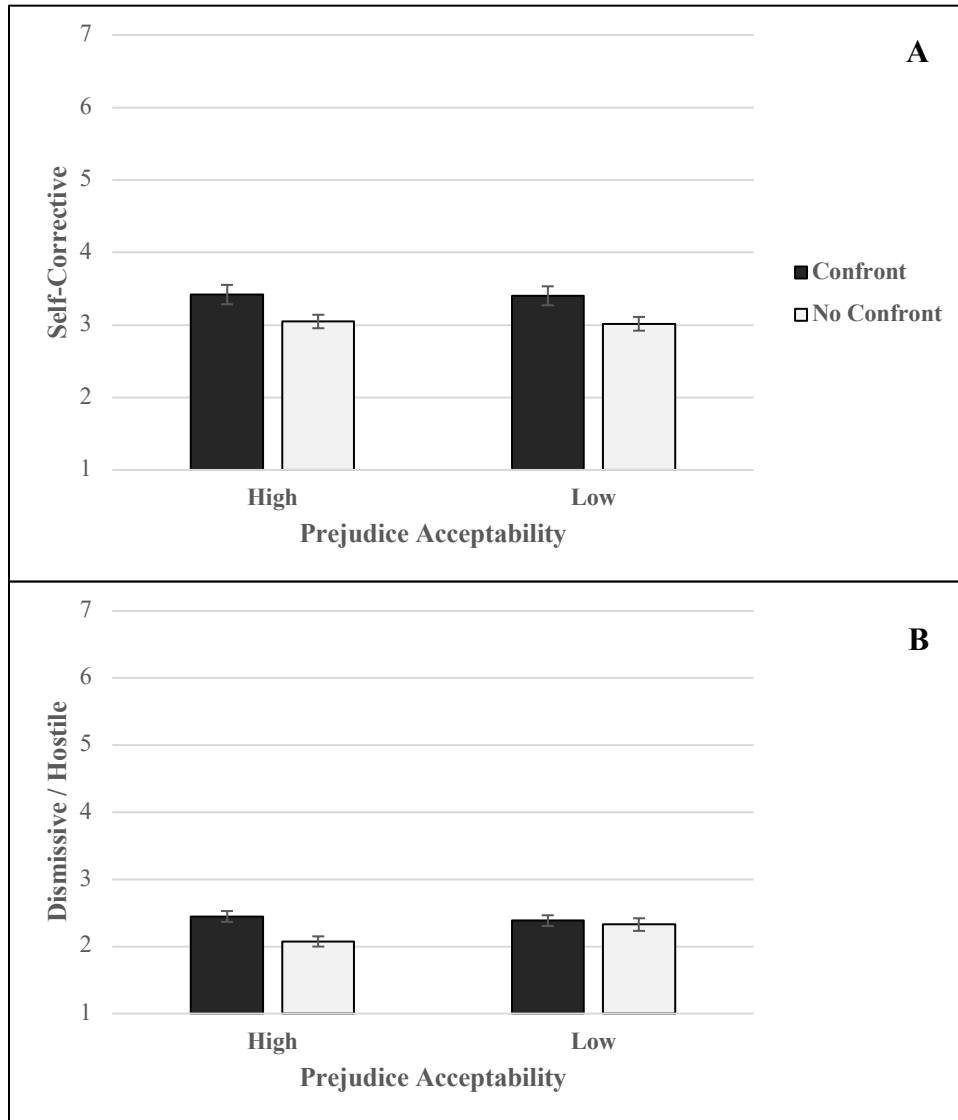 A
7
6
5
4
3
2
1
Self-Corrective
High
Low
Prejudice Acceptability
Confront
No Confront
B
7
6
5
4
3
2
1
Dismissive / Hostile
High
Low
Prejudice Acceptability